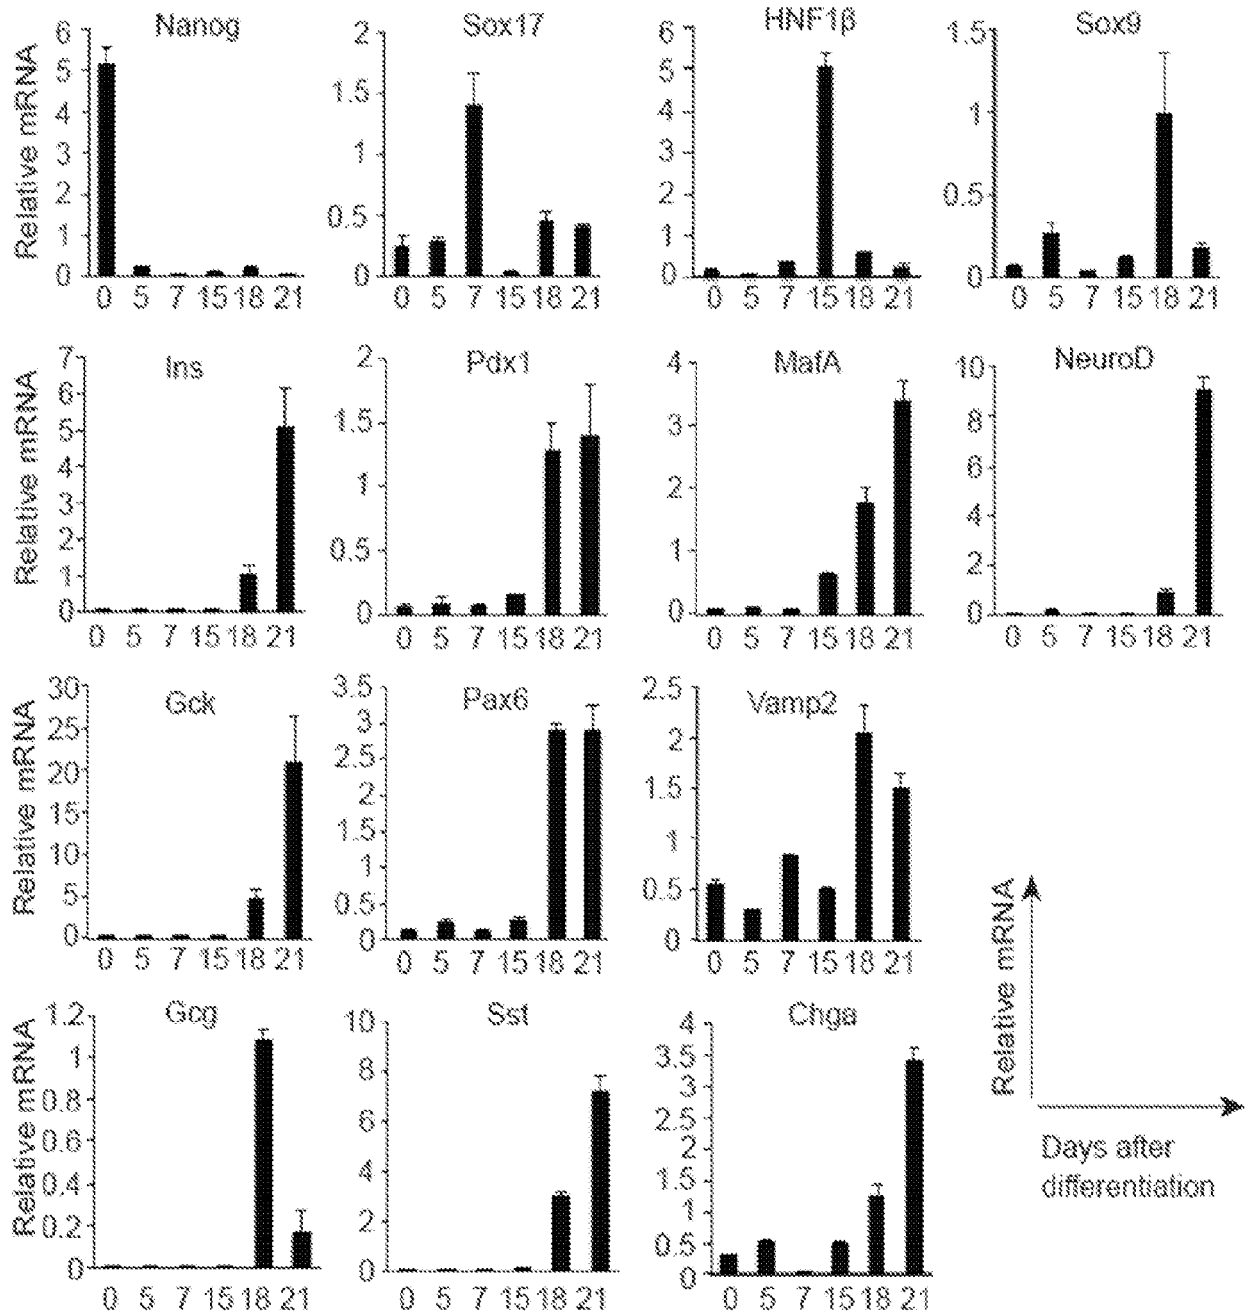 Nanog
Sox17
HNF1β
Sox9
Relative mRNA
6
5
4
3
2
1
0
2
1.5
1
0.5
0
6
5
4
3
2
1
0
1.5
1
0.5
0
0 5 7 15 18 21
0 5 7 15 18 21
0 5 7 15 18 21
0 5 7 15 18 21
Ins
Pdx1
MafA
NeuroD
Relative mRNA
7
6
5
4
3
2
1
0
2
1.5
1
0.5
0
4
3
2
1
0
10
8
6
4
2
0
0 5 7 15 18 21
0 5 7 15 18 21
0 5 7 15 18 21
0 5 7 15 18 21
Gck
Pax6
Vamp2
Relative mRNA
30
25
20
15
10
5
0
3.5
3
2.5
2
1.5
1
0.5
0
2.5
2
1.5
1
0.5
0
0 5 7 15 18 21
0 5 7 15 18 21
0 5 7 15 18 21
Gcg
Sst
Chga
Relative mRNA
1.2
1
0.8
0.6
0.4
0.2
0
10
8
6
4
2
0
4
3.5
3
2.5
2
1.5
1
0.5
0
0 5 7 15 18 21
0 5 7 15 18 21
0 5 7 15 18 21
Relative mRNA
Days after
differentiation